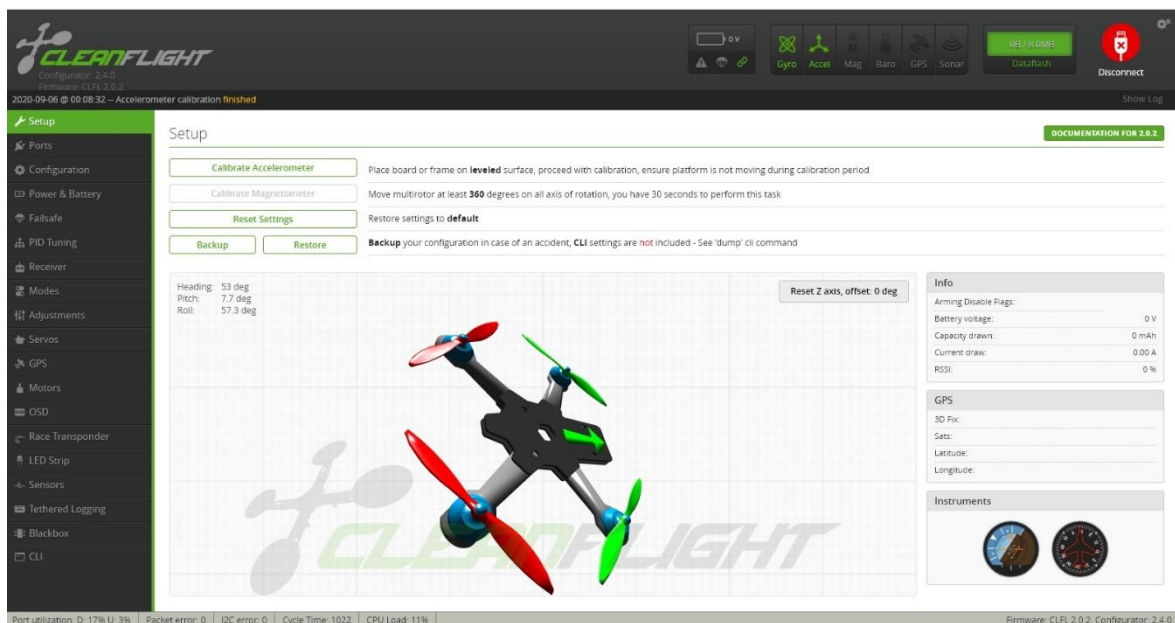 CLEANFLIGHT
Configurator: 2.4.0
Firmware: CLFL 2.0.2
0 V
Gyro Accel Mag Baro GPS Sonar
0B / 8.0MB
Dataflash
Disconnect
2020-09-06 @ 00:08:32 -- Accelerometer calibration finished
Show Log
Setup
Ports
Configuration
Power & Battery
Failsafe
PID Tuning
Receiver
Modes
Adjustments
Servos
GPS
Motors
OSD
Race Transponder
LED Strip
Sensors
Tethered Logging
Blackbox
CLI
Setup
DOCUMENTATION FOR 2.0.2
Calibrate Accelerometer
Place board or frame on leveled surface, proceed with calibration, ensure platform is not moving during calibration period
Calibrate Magnetometer
Move multirotor at least 360 degrees on all axis of rotation, you have 30 seconds to perform this task
Reset Settings
Restore settings to default
Backup
Restore
Backup your configuration in case of an accident, CLI settings are not included - See 'dump' cli command
Heading: 53 deg
Pitch: 7.7 deg
Roll: 57.3 deg
Reset Z axis, offset: 0 deg
CLEANFLIGHT
Info
Arming Disable Flags:
Battery voltage: 0 V
Capacity drawn: 0 mAh
Current draw: 0.00 A
RSSI: 0 %
GPS
3D Fix:
Sats:
Latitude:
Longitude:
Instruments
Port utilization: D: 17% U: 3% Packet error: 0 I2C error: 0 Cycle Time: 1022 CPU Load: 11%
Firmware: CLFL 2.0.2, Configurator: 2.4.0